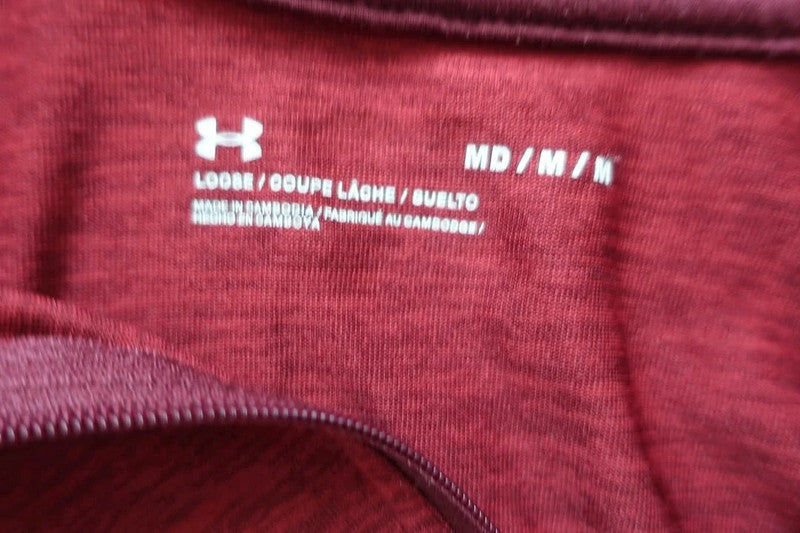 MD / M / M
LOOSE / COUPE LÂCHE / SUELTO
MADE IN CAMBODIA / FABRIQUÉ AU CAMBODGE /
HECHO EN CAMBOYA